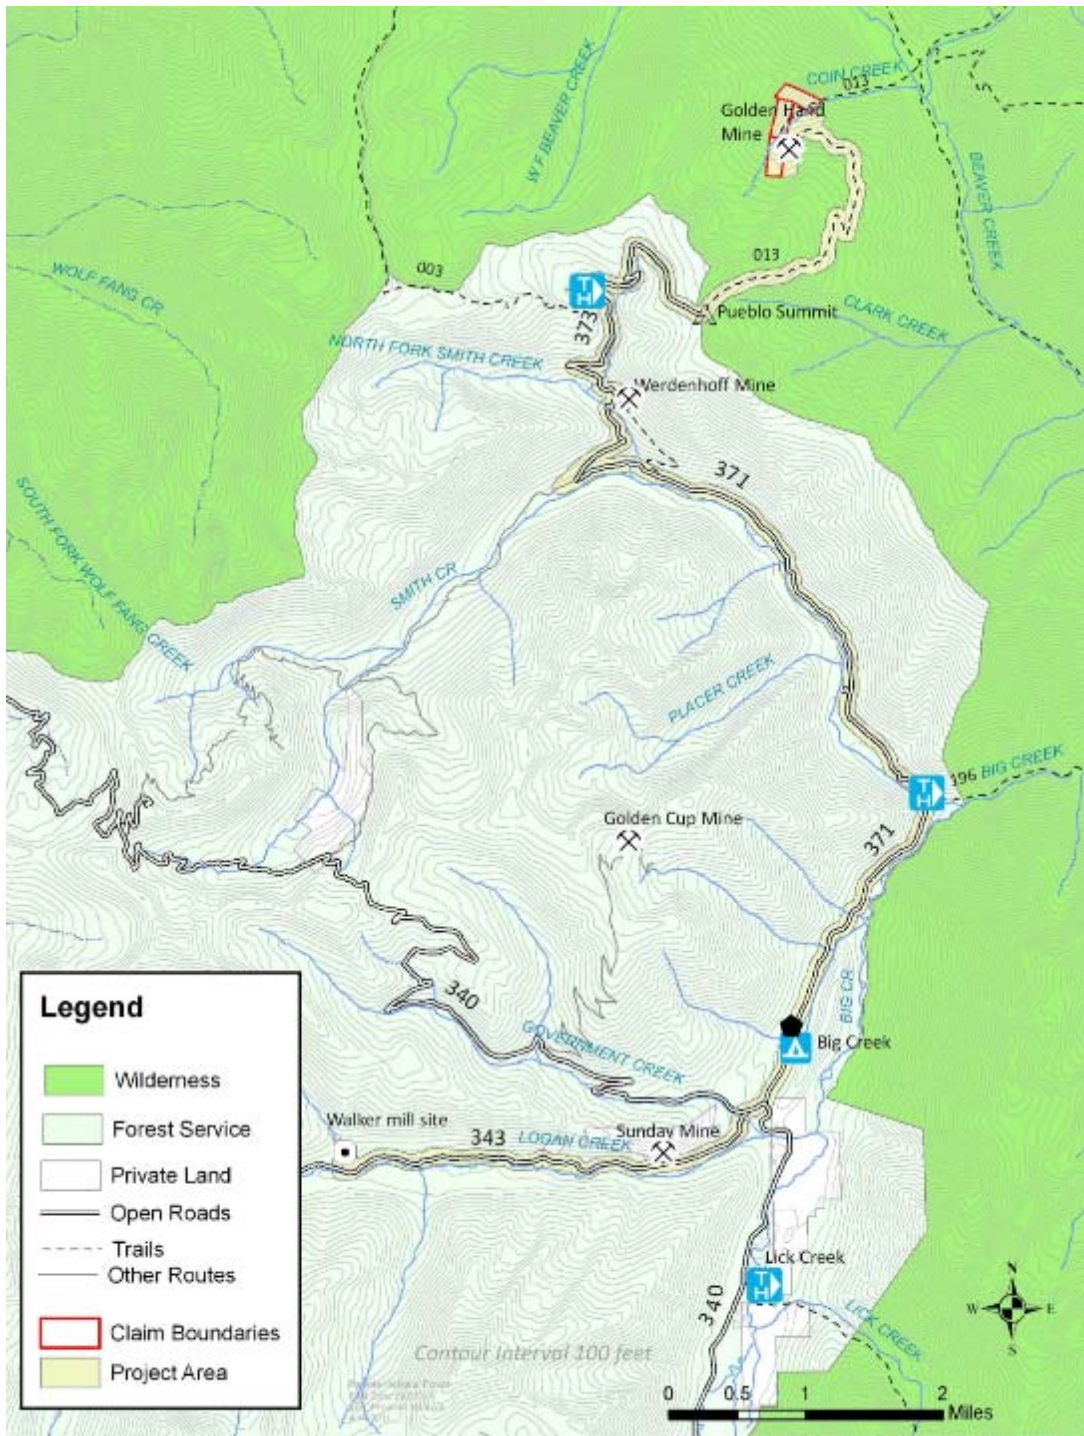 COIN CREEK
013
Golden Hand
Mine
W F BEAVER CREEK
BEAVER CREEK
003
013
WOLF FANG CR
T
H
373
Pueblo Summit
CLARK CREEK
NORTH FORK SMITH CREEK
Werdenhoff Mine
371
SOUTH FORK WOLF FANG CREEK
SMITH CR
PLACER CREEK
T
H
196 BIG CREEK
Golden Cup Mine
371
340
BIG CR
GOVERNMENT CREEK
Big Creek
Walker mill site
343
LOGAN CREEK
Sunday Mine
Lick Creek
T
H
340
LICK CREEK
Legend
Wilderness
Forest Service
Private Land
Open Roads
Trails
Other Routes
Claim Boundaries
Project Area
Contour Interval 100 feet
N
W E
S
0 0.5 1 2
Miles